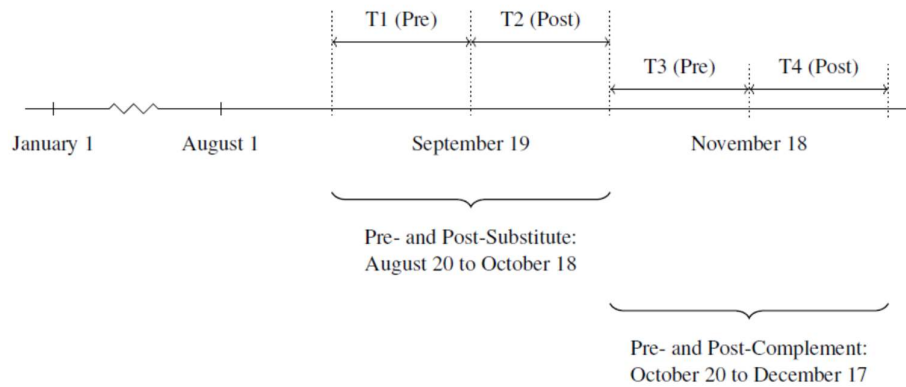 T1 (Pre) T2 (Post)
T3 (Pre) T4 (Post)
January 1 August 1 September 19 November 18
Pre- and Post-Substitute:
August 20 to October 18
Pre- and Post-Complement:
October 20 to December 17